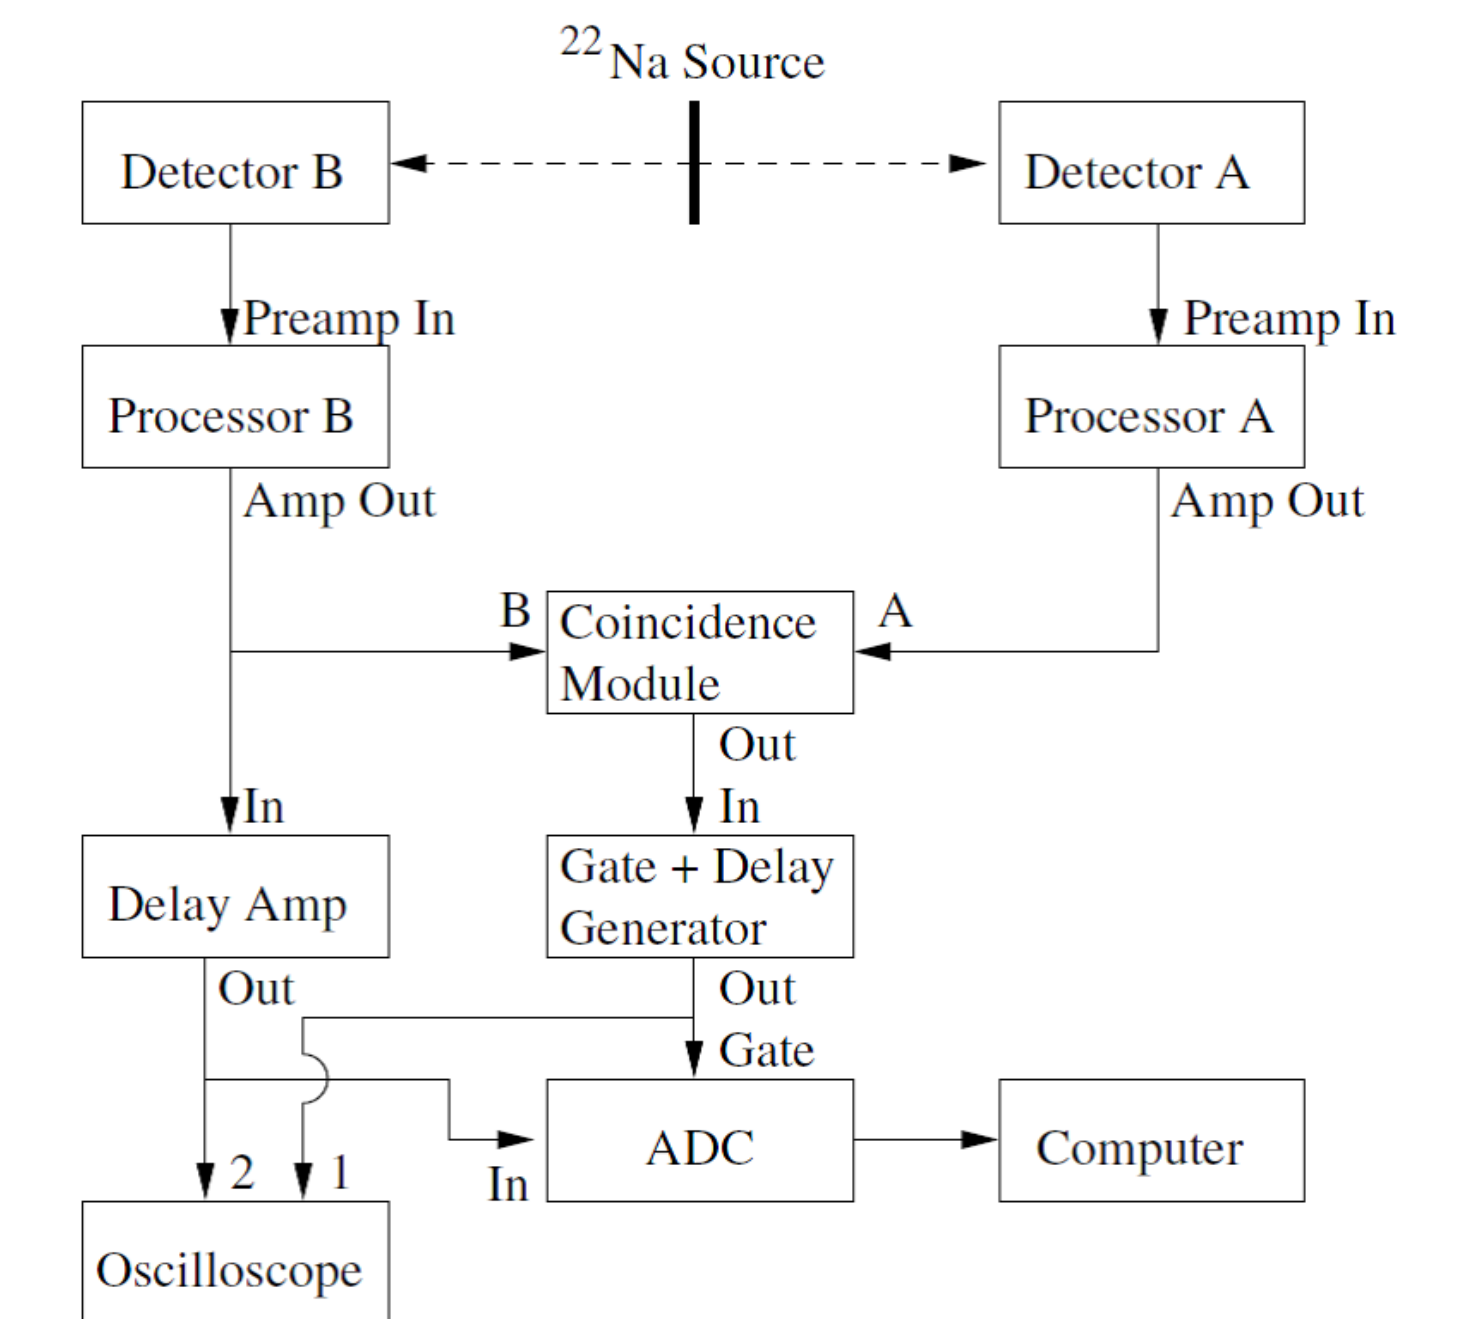 22Na Source
Detector B
Detector A
Preamp In
Preamp In
Processor B
Processor A
Amp Out
Amp Out
B
Coincidence
Module
A
Out
In
In
Delay Amp
Gate + Delay
Generator
Out
Out
Gate
2
1
In
ADC
Computer
Oscilloscope